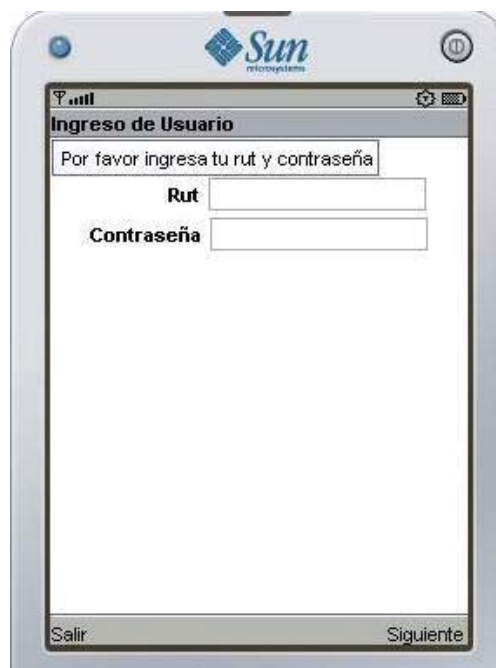 Sun
microsystems
Ingreso de Usuario
Por favor ingresa tu rut y contraseña
Rut
Contraseña
Salir
Siguiente